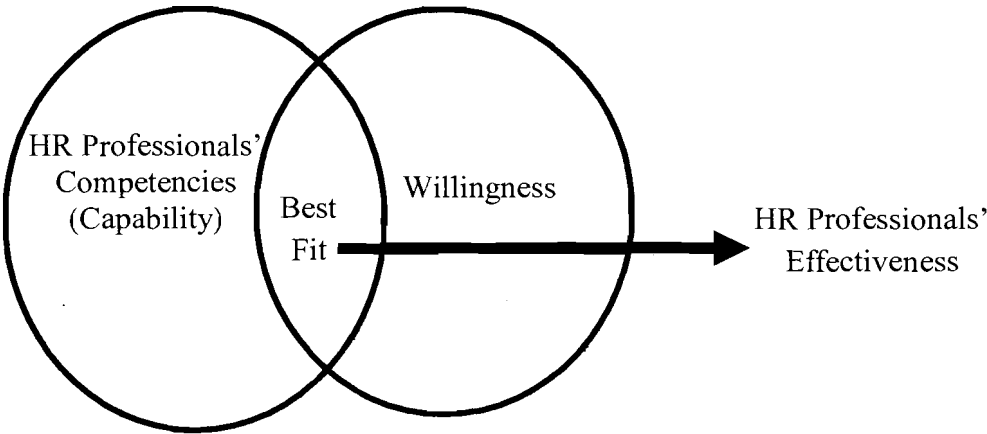 HR Professionals’
Competencies
(Capability)
Best
Fit
Willingness
HR Professionals’
Effectiveness